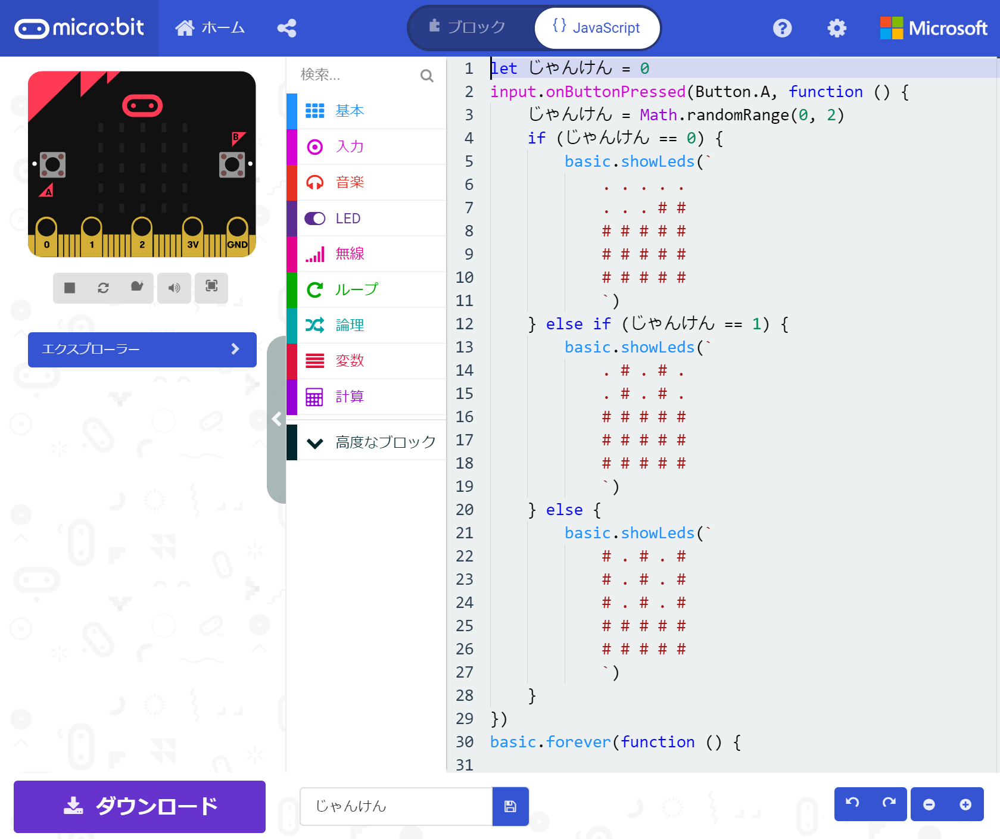 micro:bit
ホーム
ブロック
{} JavaScript
Microsoft
B
A
0 1 2 3V GND
エクスプローラー
検索...
基本
入力
音楽
LED
無線
ループ
論理
変数
計算
高度なブロック
1 let じゃんけん = 0
2 input.onButtonPressed(Button.A, function () {
3     じゃんけん = Math.randomRange(0, 2)
4     if (じゃんけん == 0) {
5         basic.showLeds(`
6             . . . . .
7             . . . # #
8             # # # # #
9             # # # # #
10             # # # # #
11             `)
12     } else if (じゃんけん == 1) {
13         basic.showLeds(`
14             . # . # .
15             . # . # .
16             # # # # #
17             # # # # #
18             # # # # #
19             `)
20     } else {
21         basic.showLeds(`
22             # . # . #
23             # . # . #
24             # . # . #
25             # # # # #
26             # # # # #
27             `)
28     }
29 })
30 basic.forever(function () {
31
ダウンロード
じゃんけん